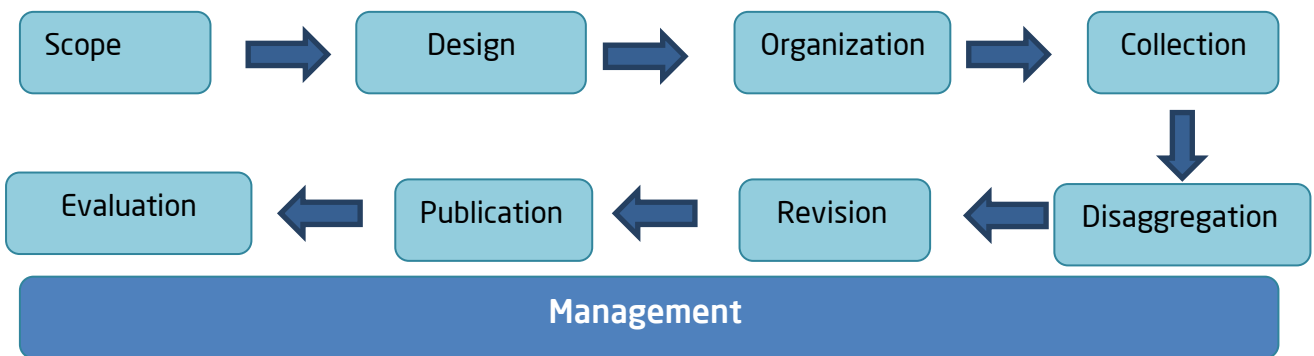 Scope
Design
Organization
Collection
Disaggregation
Revision
Publication
Evaluation
Management